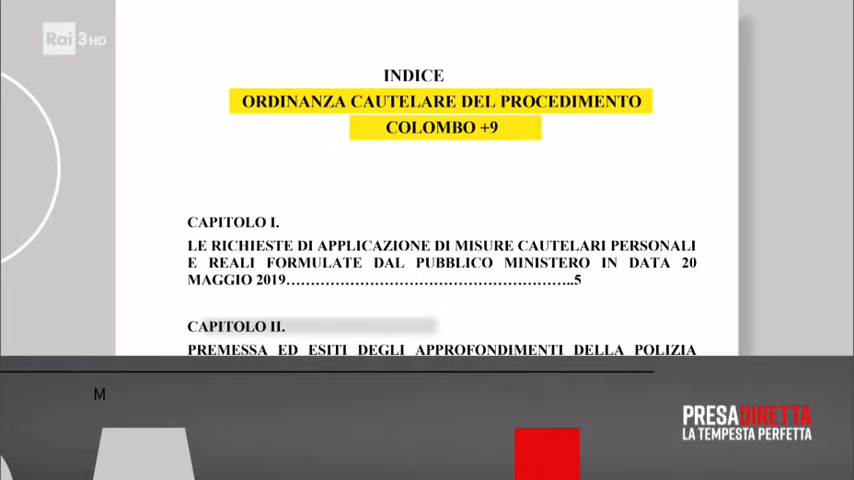 Rai 3HD
INDICE
ORDINANZA CAUTELARE DEL PROCEDIMENTO
COLOMBO +9
CAPITOLO I.
LE RICHIESTE DI APPLICAZIONE DI MISURE CAUTELARI PERSONALI
E REALI FORMULATE DAL PUBBLICO MINISTERO IN DATA 20
MAGGIO 2019…………………………………………………..5
CAPITOLO II.
PREMESSA ED ESITI DEGLI APPROFONDIMENTI DELLA POLIZIA
M
PRESADIRETTA
LA TEMPESTA PERFETTA